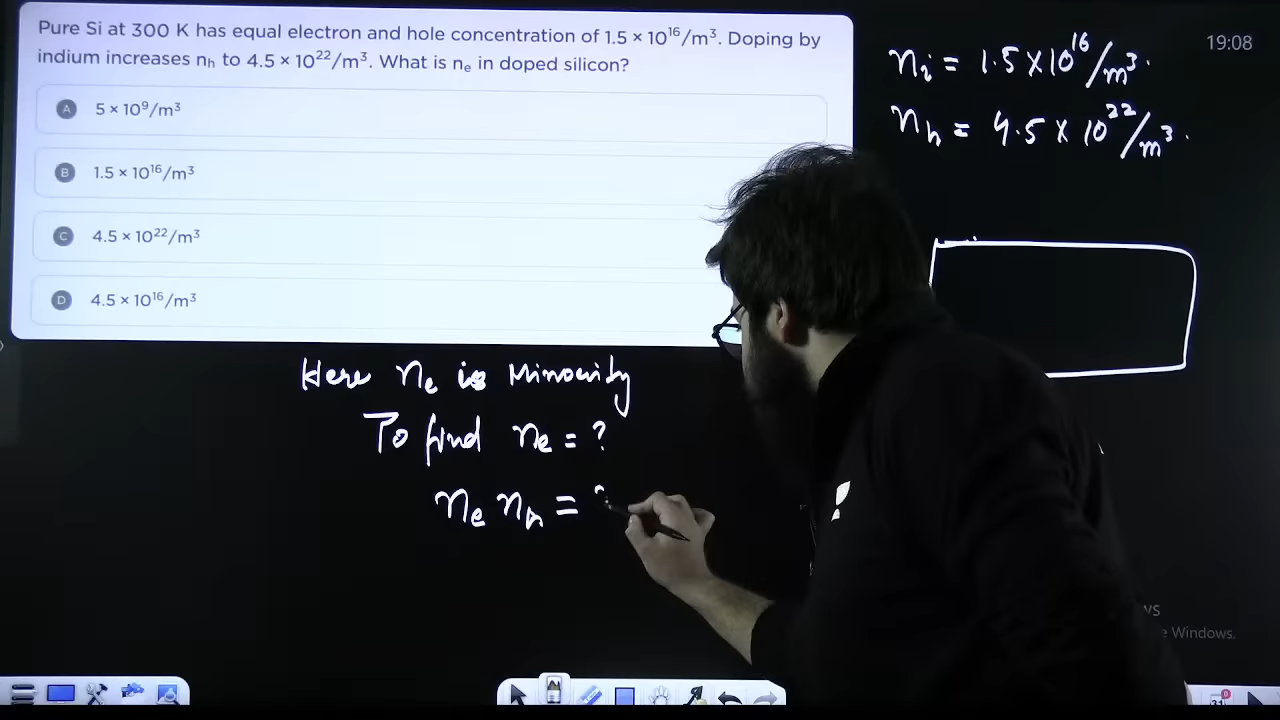 Pure Si at 300 K has equal electron and hole concentration of 1.5 × 10¹⁶/m³. Doping by
indium increases nₕ to 4.5 × 10²²/m³. What is nₑ in doped silicon?
A 5 × 10⁹/m³
B 1.5 × 10¹⁶/m³
C 4.5 × 10²²/m³
D 4.5 × 10¹⁶/m³
nᵢ = 1.5 × 10¹⁶/m³.
nₕ = 4.5 × 10²²/m³.
19:08
Here nₑ is Minority
To find nₑ = ?
nₑ nₕ =
Windows.